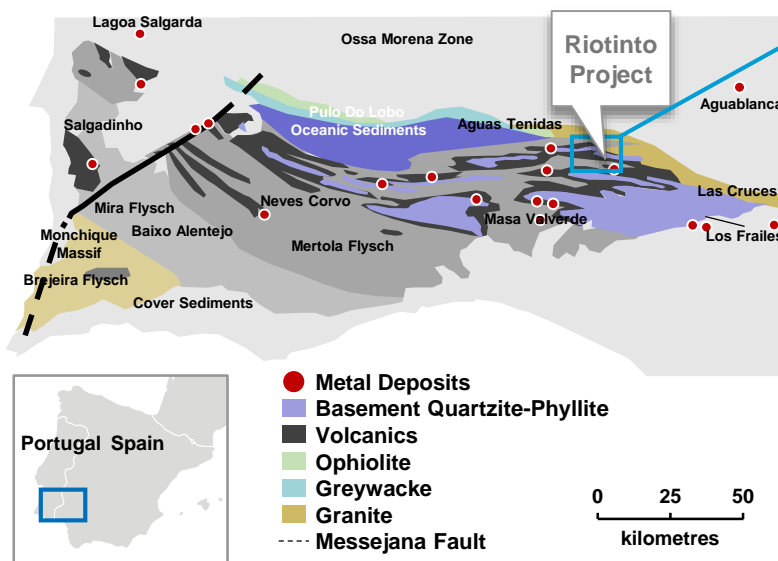 Lagoa Salgarda
Ossa Morena Zone
Riotinto
Project
Aguablanca
Pulo Do Lobo
Oceanic Sediments
Aguas Tenidas
Salgadinho
Las Cruces
Neves Corvo
Mira Flysch
Masa Valverde
Baixo Alentejo
Los Frailes
Monchique
Massif
Mertola Flysch
Brejeira Flysch
Cover Sediments
Portugal Spain
Metal Deposits
Basement Quartzite-Phyllite
Volcanics
Ophiolite
Greywacke
Granite
Messejana Fault
0 25 50
kilometres